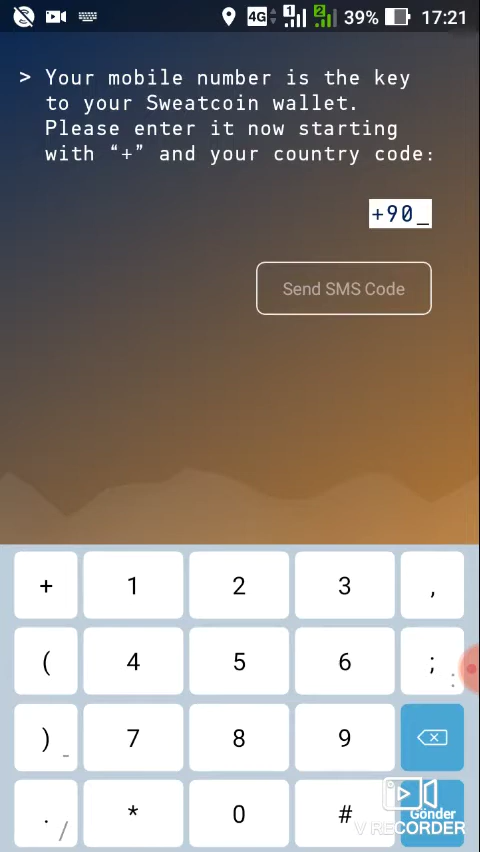 4G 1 2 39% 17:21
> Your mobile number is the key
to your Sweatcoin wallet.
Please enter it now starting
with “+” and your country code:
+90_
Send SMS Code
+ 1 2 3 ,
( 4 5 6 ; :
) - 7 8 9
. / * 0 #
Gönder
V RECORDER